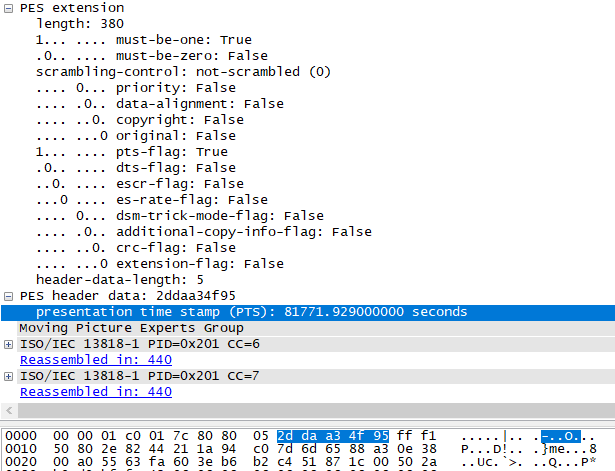 PES extension
length: 380
1... .... must-be-one: True
.0.. .... must-be-zero: False
scrambling-control: not-scrambled (0)
.... 0... priority: False
.... .0.. data-alignment: False
.... ..0. copyright: False
.... ...0 original: False
1... .... pts-flag: True
.0.. .... dts-flag: False
..0. .... escr-flag: False
...0 .... es-rate-flag: False
.... 0... dsm-trick-mode-flag: False
.... .0.. additional-copy-info-flag: False
.... ..0. crc-flag: False
.... ...0 extension-flag: False
header-data-length: 5
PES header data: 2ddaa34f95
presentation time stamp (PTS): 81771.929000000 seconds
Moving Picture Experts Group
ISO/IEC 13818-1 PID=0x201 CC=6
Reassembled in: 440
ISO/IEC 13818-1 PID=0x201 CC=7
Reassembled in: 440
0000 00 00 01 c0 01 7c 80 80 05 2d da a3 4f 95 ff f1 .....|.. .-..O...
0010 50 80 2e 82 44 21 1a 94 c0 7d 6d 65 88 a3 0e 38 P...D!.. .}me...8
0020 00 a0 55 63 fa 60 3e b6 b2 c4 51 87 1c 00 50 2a ..Uc.`>. ..Q...P*